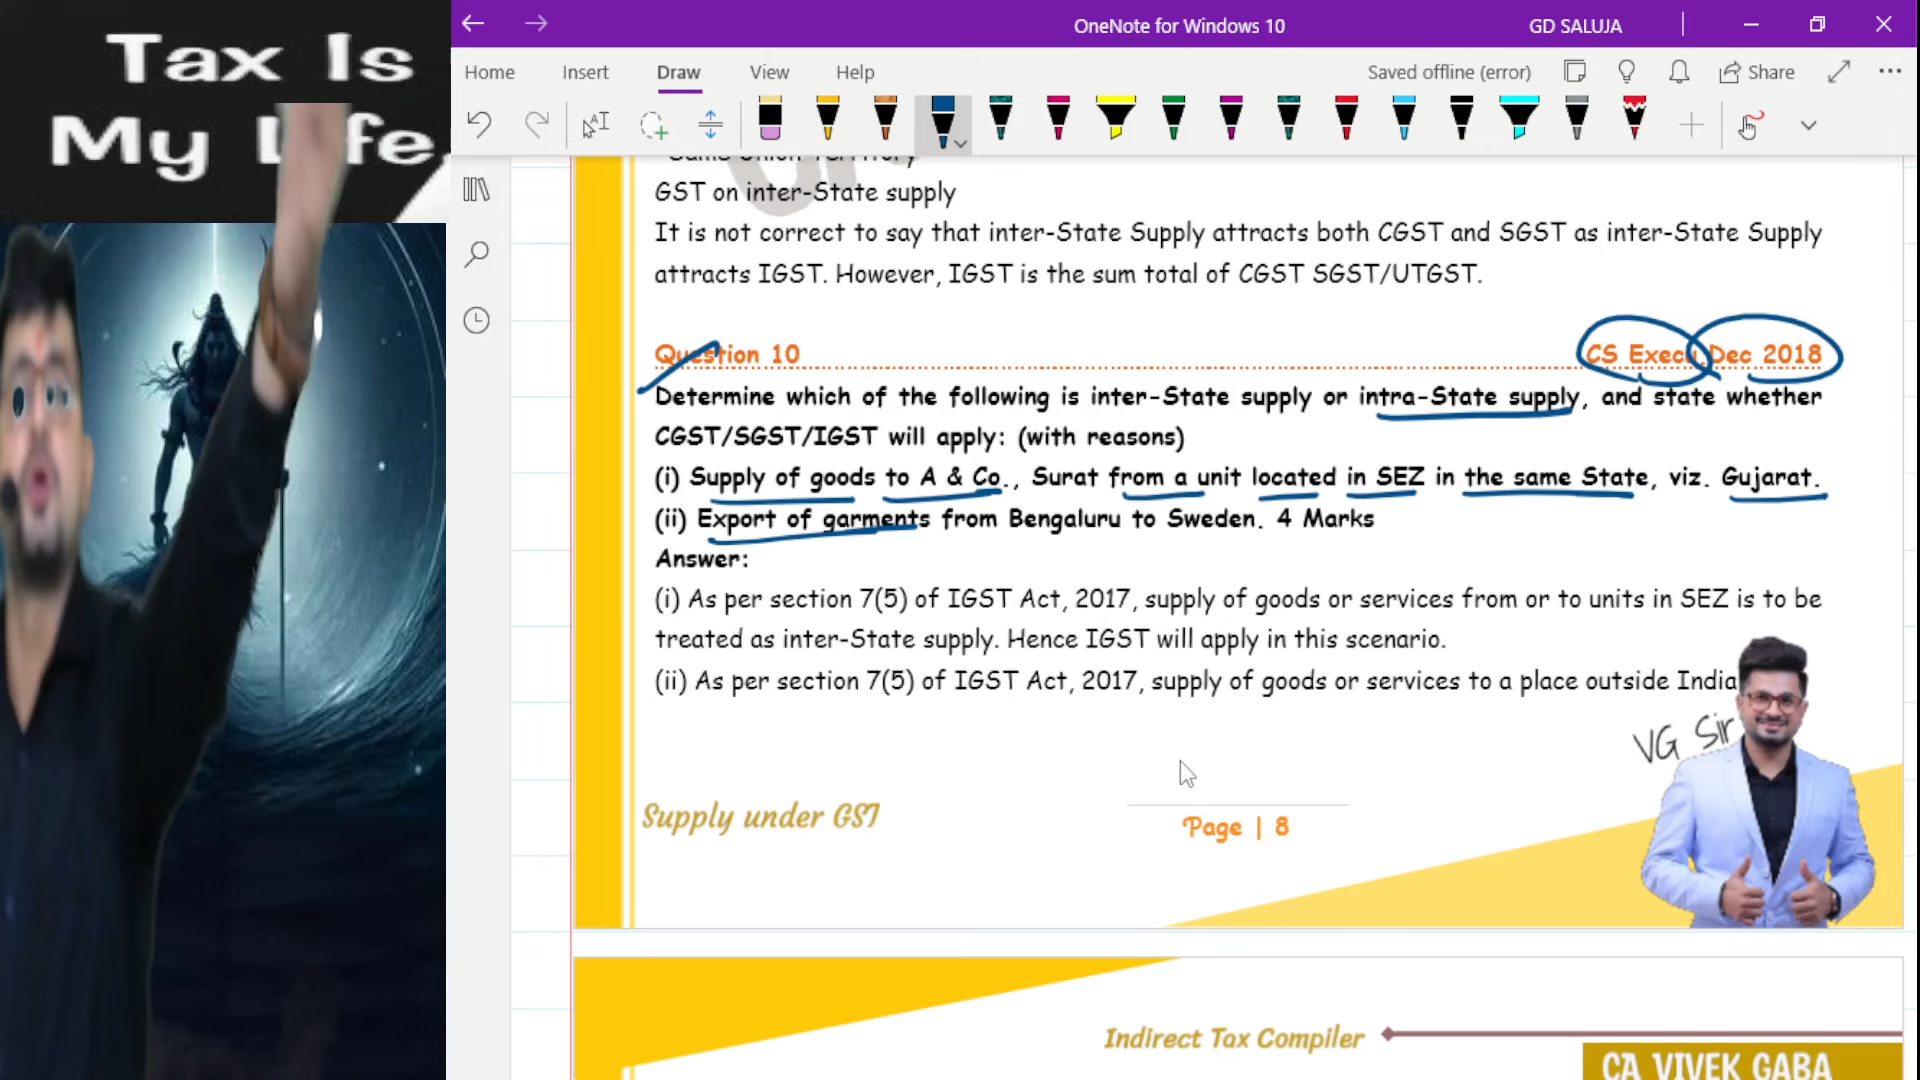 Tax Is
My Life.
OneNote for Windows 10
GD SALUJA
Home Insert Draw View Help
Saved offline (error)
Share
Same Union Territory
GST on inter-State supply
It is not correct to say that inter-State Supply attracts both CGST and SGST as inter-State Supply
attracts IGST. However, IGST is the sum total of CGST SGST/UTGST.
Question 10
CS Execu Dec 2018
Determine which of the following is inter-State supply or intra-State supply, and state whether
CGST/SGST/IGST will apply: (with reasons)
(i) Supply of goods to A & Co., Surat from a unit located in SEZ in the same State, viz. Gujarat.
(ii) Export of garments from Bengaluru to Sweden. 4 Marks
Answer:
(i) As per section 7(5) of IGST Act, 2017, supply of goods or services from or to units in SEZ is to be
treated as inter-State supply. Hence IGST will apply in this scenario.
(ii) As per section 7(5) of IGST Act, 2017, supply of goods or services to a place outside India
VG Sir
Supply under GST
Page | 8
Indirect Tax Compiler
CA VIVEK GABA